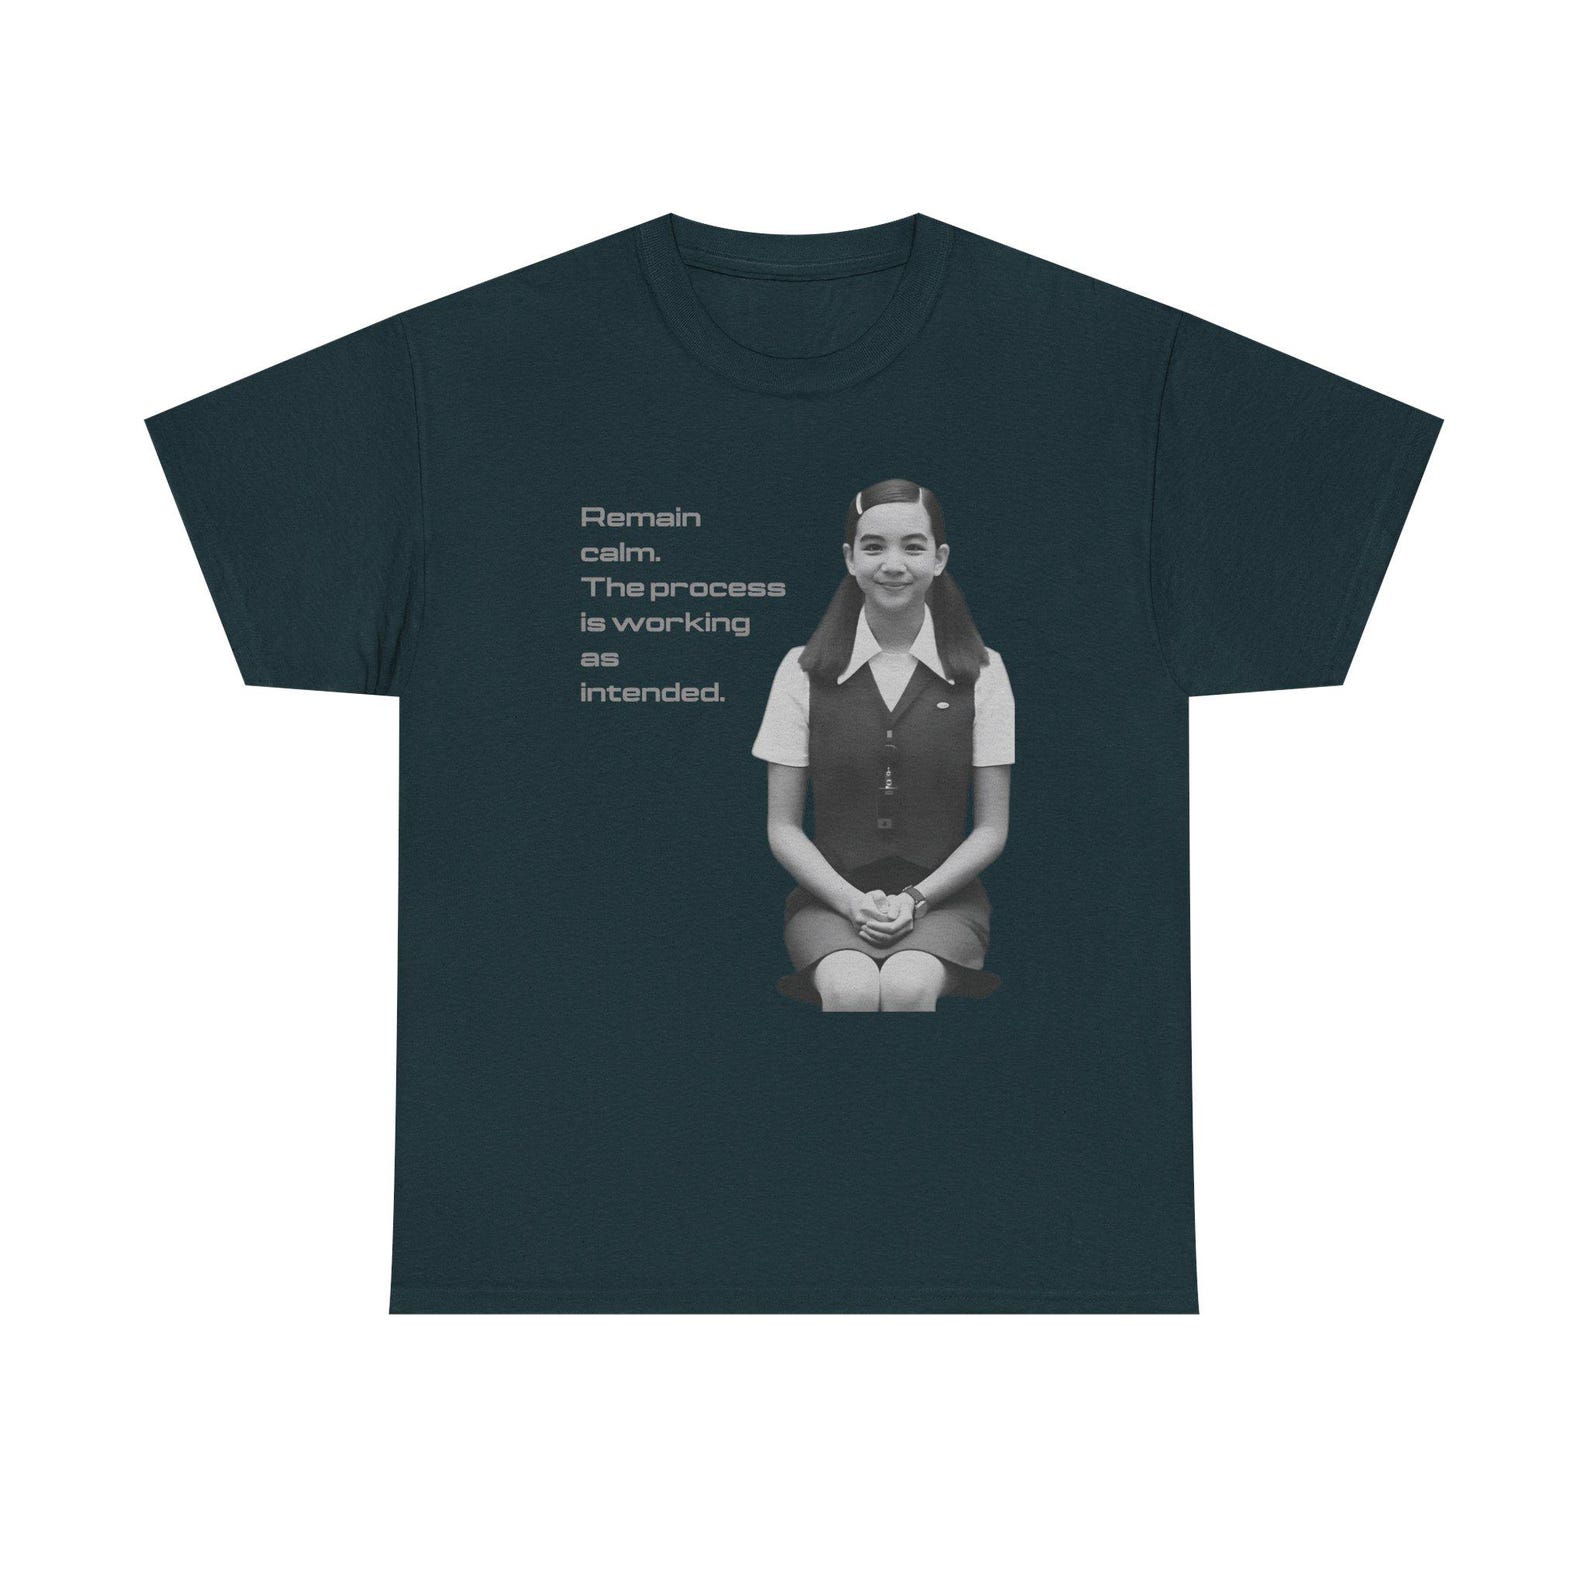 Remain
calm.
The process
is working
as
intended.